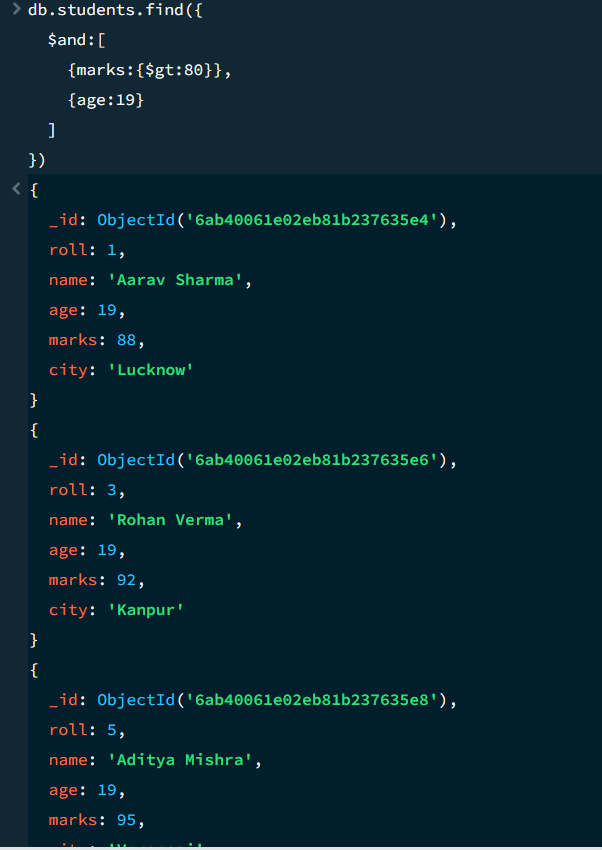 db.students.find({
$and:[
{marks:{$gt:80}},
{age:19}
]
})
{
_id: ObjectId('6ab40061e02eb81b237635e4'),
roll: 1,
name: 'Aarav Sharma',
age: 19,
marks: 88,
city: 'Lucknow'
}
{
_id: ObjectId('6ab40061e02eb81b237635e6'),
roll: 3,
name: 'Rohan Verma',
age: 19,
marks: 92,
city: 'Kanpur'
}
{
_id: ObjectId('6ab40061e02eb81b237635e8'),
roll: 5,
name: 'Aditya Mishra',
age: 19,
marks: 95,